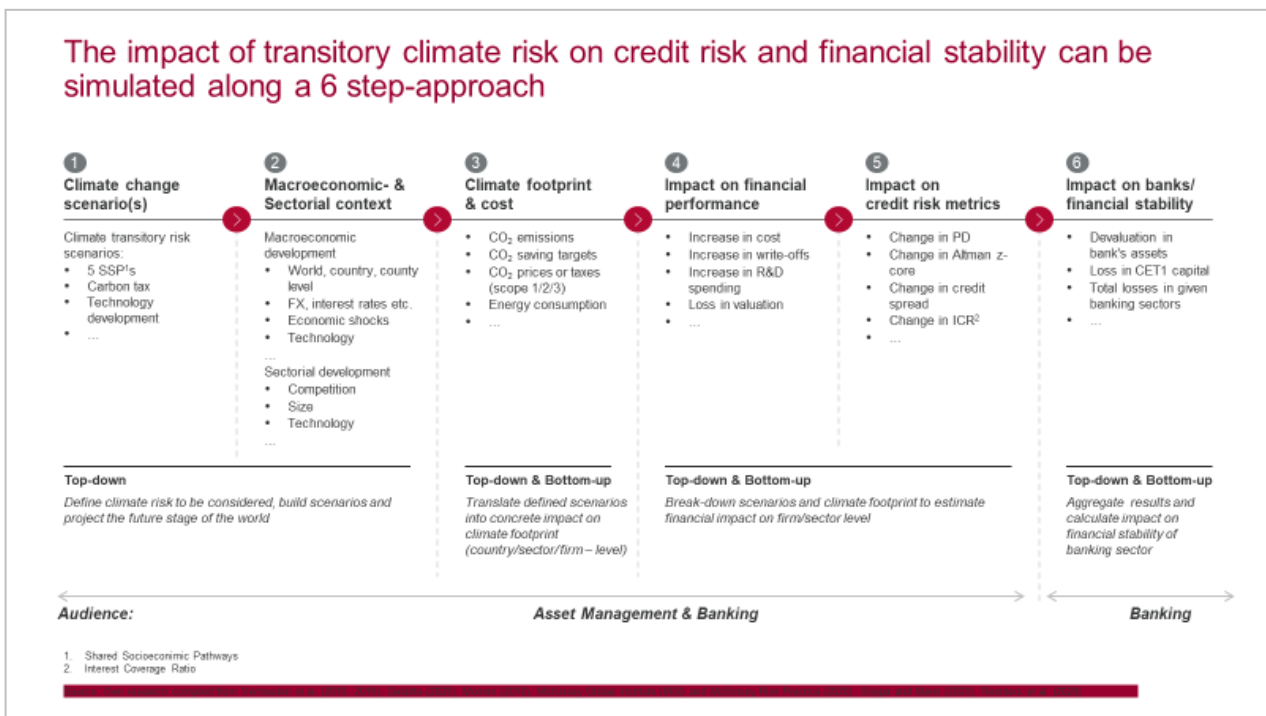 The impact of transitory climate risk on credit risk and financial stability can be
simulated along a 6 step-approach
1
Climate change
scenario(s)
Climate transitory risk
scenarios:
• 5 SSP¹s
• Carbon tax
• Technology
development
• ...
2
Macroeconomic- &
Sectorial context
Macroeconomic
development
• World, country, county
level
• FX, interest rates etc.
• Economic shocks
• Technology
...
Sectorial development
• Competition
• Size
• Technology
...
3
Climate footprint
& cost
• CO₂ emissions
• CO₂ saving targets
• CO₂ prices or taxes
(scope 1/2/3)
• Energy consumption
• ...
4
Impact on financial
performance
• Increase in cost
• Increase in write-offs
• Increase in R&D
spending
• Loss in valuation
• ...
5
Impact on
credit risk metrics
• Change in PD
• Change in Altman z-
core
• Change in credit
spread
• Change in ICR²
• ...
6
Impact on banks/
financial stability
• Devaluation in
bank's assets
• Loss in CET1 capital
• Total losses in given
banking sectors
• ...
Top-down
Define climate risk to be considered, build scenarios and
project the future stage of the world
Top-down & Bottom-up
Translate defined scenarios
into concrete impact on
climate footprint
(country/sector/firm – level)
Top-down & Bottom-up
Break-down scenarios and climate footprint to estimate
financial impact on firm/sector level
Top-down & Bottom-up
Aggregate results and
calculate impact on
financial stability of
banking sector
Audience:
Asset Management & Banking
Banking
1. Shared Socioeconimic Pathways
2. Interest Coverage Ratio